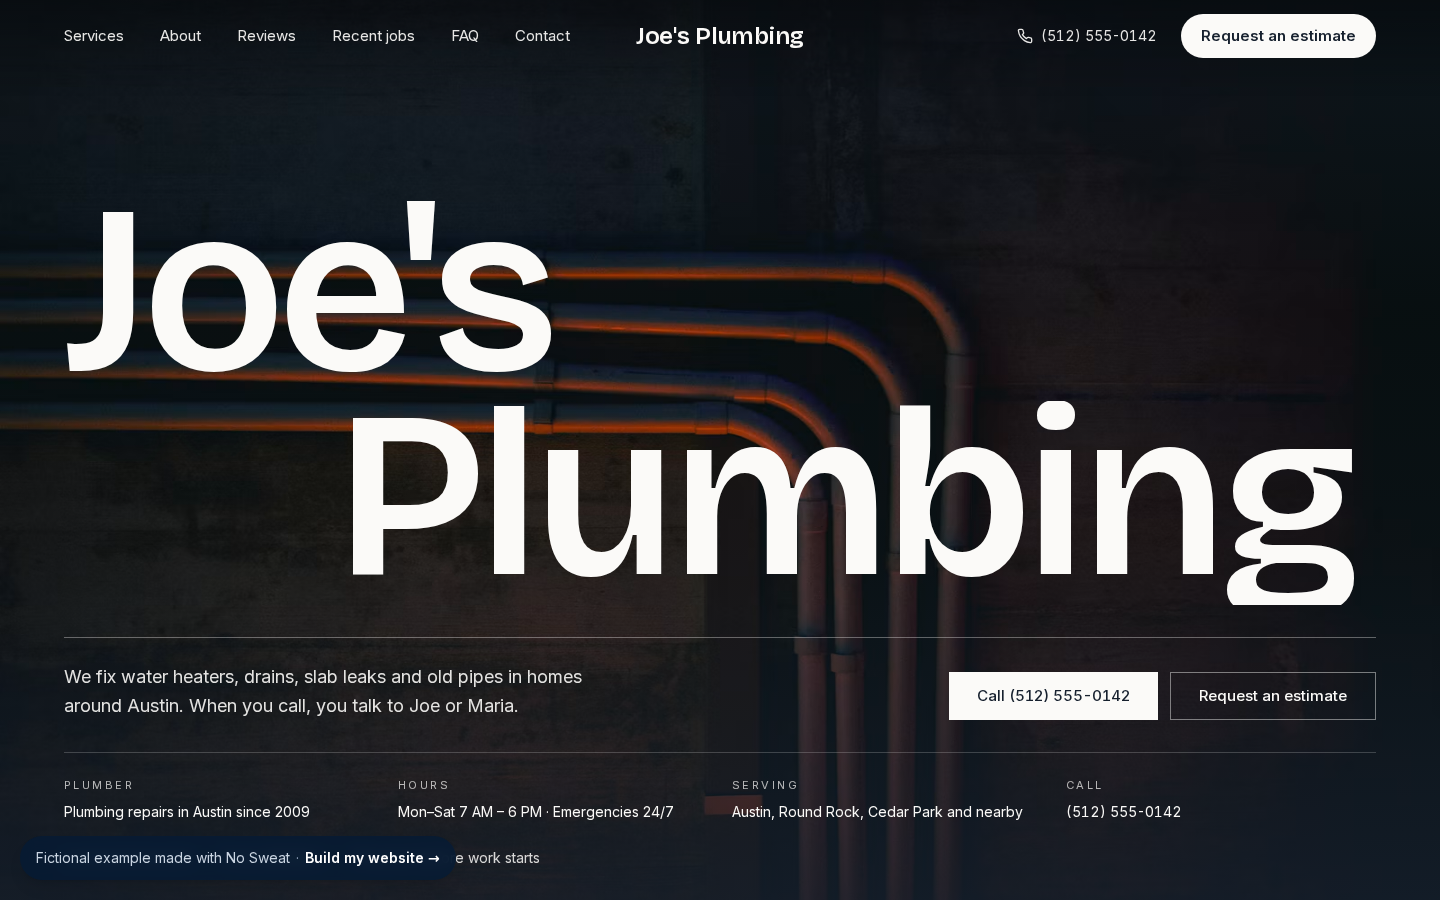 Services About Reviews Recent jobs FAQ Contact Joe's Plumbing (512) 555-0142 Request an estimate
Joe's
Plumbing
We fix water heaters, drains, slab leaks and old pipes in homes
around Austin. When you call, you talk to Joe or Maria.
Call (512) 555-0142 Request an estimate
PLUMBER HOURS SERVING CALL
Plumbing repairs in Austin since 2009 Mon–Sat 7 AM – 6 PM · Emergencies 24/7 Austin, Round Rock, Cedar Park and nearby (512) 555-0142
Fictional example made with No Sweat · Build my website → e work starts